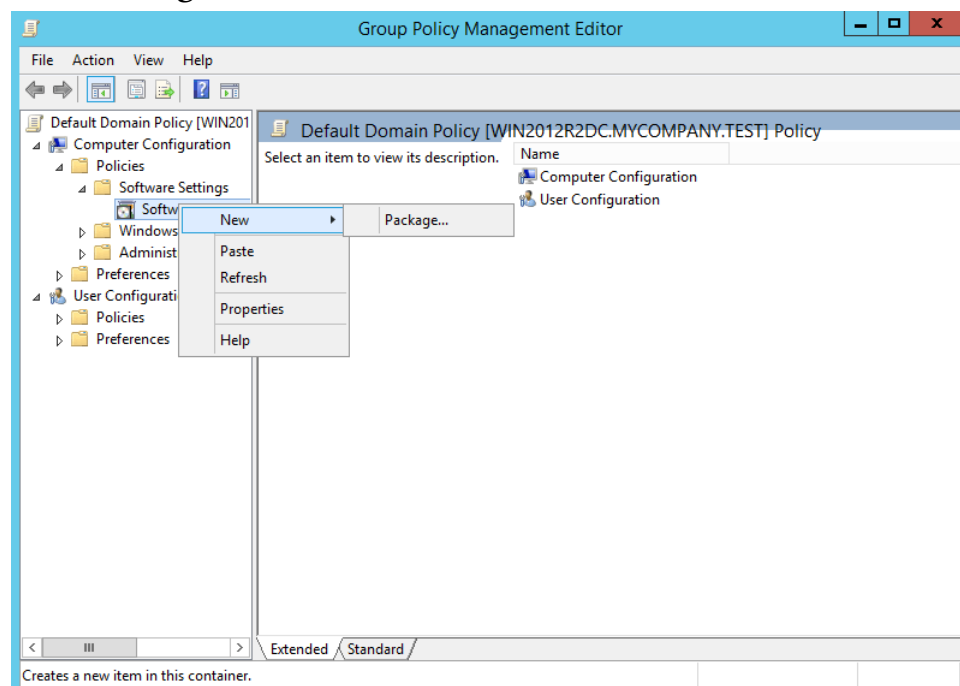 Group Policy Management Editor
File Action View Help
Default Domain Policy [WIN201
Computer Configuration
Policies
Software Settings
Softw
Windows
Administ
Preferences
User Configurati
Policies
Preferences
New
Package...
Paste
Refresh
Properties
Help
Default Domain Policy [WIN2012R2DC.MYCOMPANY.TEST] Policy
Select an item to view its description.
Name
Computer Configuration
User Configuration
Extended Standard
Creates a new item in this container.